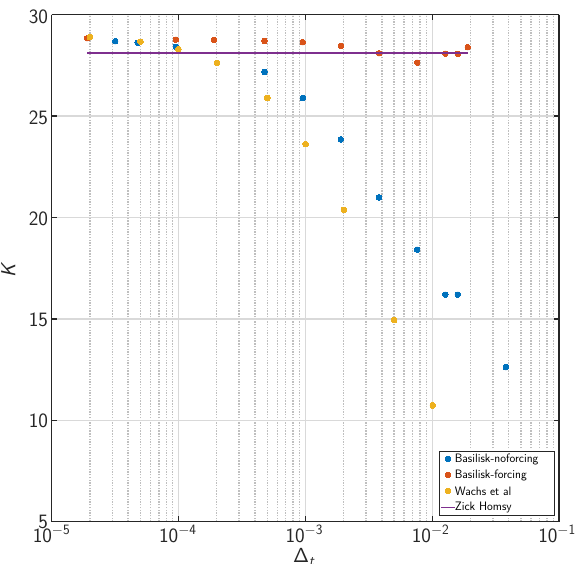 30
25
20
15
10
5
K
10⁻⁵
10⁻⁴
10⁻³
10⁻²
10⁻¹
Δₜ
Basilisk-noforcing
Basilisk-forcing
Wachs et al
Zick Homsy